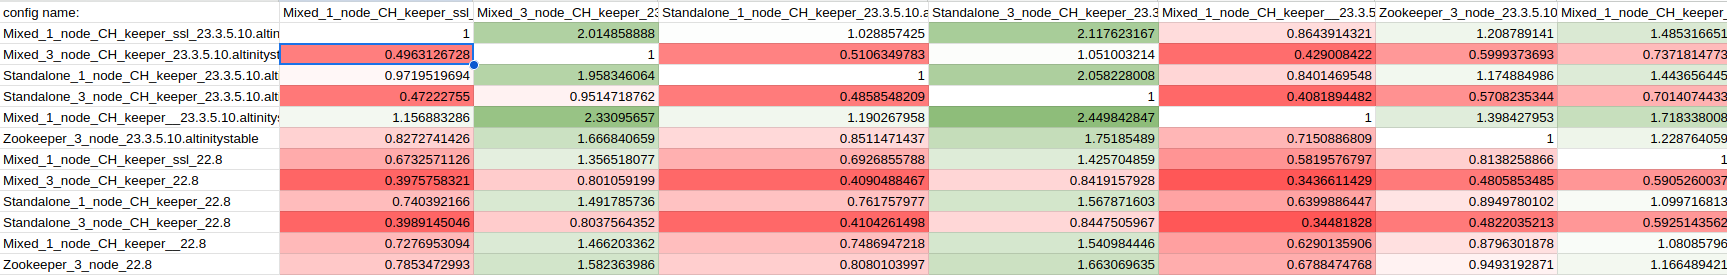 config name: Mixed_1_node_CH_keeper_ssl_ Mixed_3_node_CH_keeper_23 Standalone_1_node_CH_keeper_23.3.5.10.a Standalone_3_node_CH_keeper_23.3 Mixed_1_node_CH_keeper__23.3.5 Zookeeper_3_node_23.3.5.10 Mixed_1_node_CH_keeper_
Mixed_1_node_CH_keeper_ssl_23.3.5.10.altin 1 2.014858888 1.028857425 2.117623167 0.8643914321 1.208789141 1.485316651
Mixed_3_node_CH_keeper_23.3.5.10.altinityst 0.4963126728 1 0.5106349783 1.051003214 0.429008422 0.5999373693 0.7371814773
Standalone_1_node_CH_keeper_23.3.5.10.alt 0.9719519694 1.958346064 1 2.058228008 0.8401469548 1.174884986 1.443656445
Standalone_3_node_CH_keeper_23.3.5.10.alt 0.47222755 0.9514718762 0.4858548209 1 0.4081894482 0.5708235344 0.7014074433
Mixed_1_node_CH_keeper__23.3.5.10.altinitys 1.156883286 2.33095657 1.190267958 2.449842847 1 1.398427953 1.718338008
Zookeeper_3_node_23.3.5.10.altinitystable 0.8272741426 1.666840659 0.8511471437 1.75185489 0.7150886809 1 1.228764059
Mixed_1_node_CH_keeper_ssl_22.8 0.6732571126 1.356518077 0.6926855788 1.425704859 0.5819576797 0.8138258866 1
Mixed_3_node_CH_keeper_22.8 0.3975758321 0.801059199 0.4090488467 0.8419157928 0.3436611429 0.4805853485 0.5905260037
Standalone_1_node_CH_keeper_22.8 0.740392166 1.491785736 0.761757977 1.567871603 0.6399886447 0.8949780102 1.099716813
Standalone_3_node_CH_keeper_22.8 0.3989145046 0.8037564352 0.4104261498 0.8447505967 0.34481828 0.4822035213 0.5925143562
Mixed_1_node_CH_keeper__22.8 0.7276953094 1.466203362 0.7486947218 1.540984446 0.6290135906 0.8796301878 1.08085796
Zookeeper_3_node_22.8 0.7853472993 1.582363986 0.8080103997 1.663069635 0.6788474768 0.9493192871 1.166489421